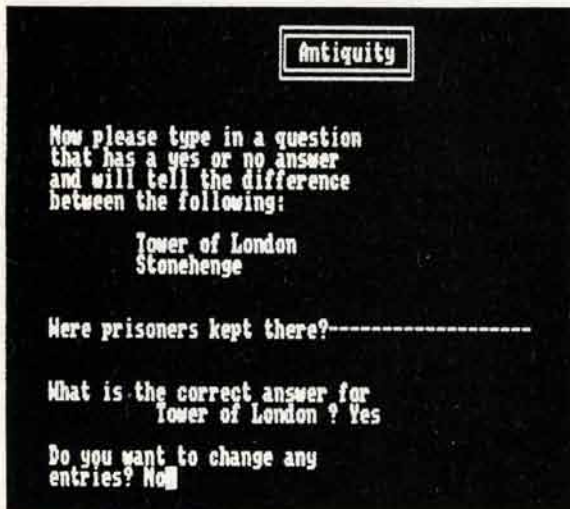 Antiquity
Now please type in a question
that has a yes or no answer
and will tell the difference
between the following:
Tower of London
Stonehenge
Were prisoners kept there?-------------------
What is the correct answer for
Tower of London ? Yes
Do you want to change any
entries? No